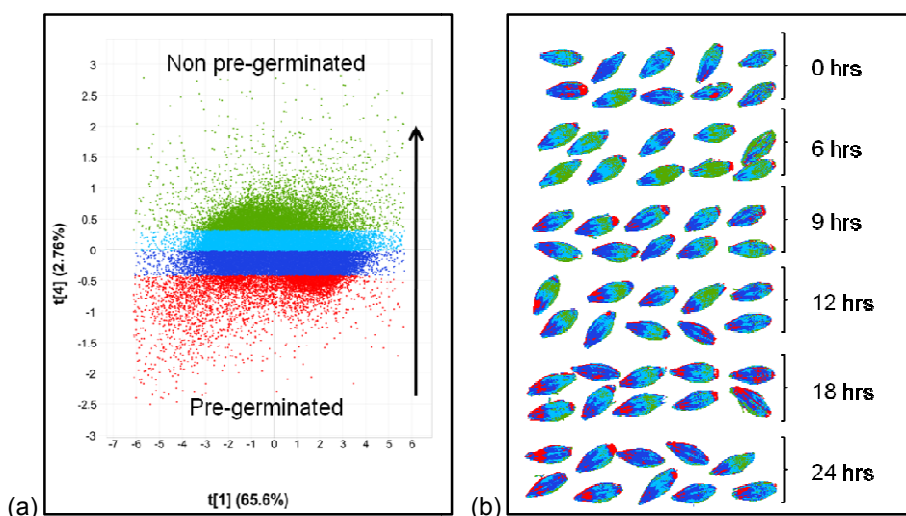 Non pre-germinated
3
2.5
2
1.5
1
0.5
0
-0.5
-1
-1.5
-2
-2.5
-3
t[4] (2.76%)
Pre-germinated
-7 -6 -5 -4 -3 -2 -1 0 1 2 3 4 5 6
t[1] (65.6%)
(a)
0 hrs
6 hrs
9 hrs
12 hrs
18 hrs
24 hrs
(b)